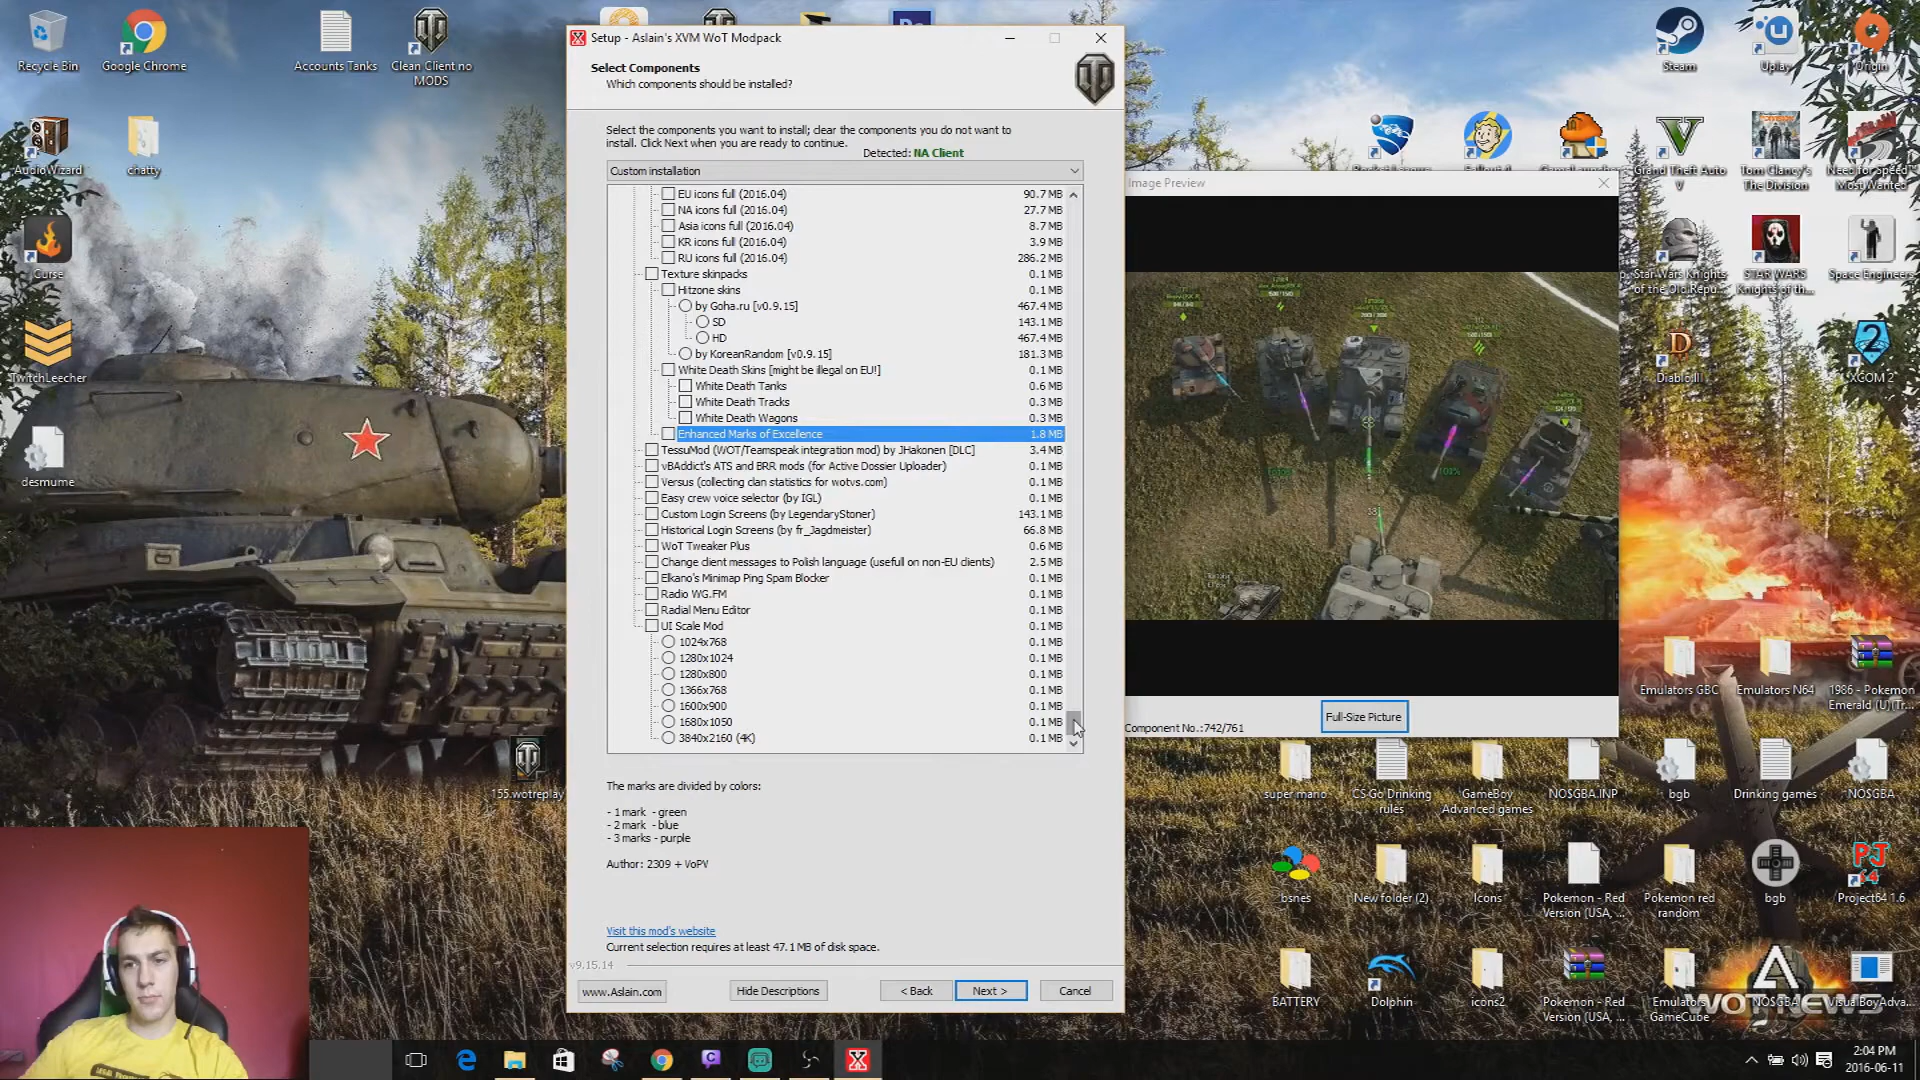 Recycle Bin
Google Chrome
Accounts Tanks
Clean Client no
MODS
AudioWizard
chatty
Curse
TwitchLeecher
desmume
155.wotreplay
Setup - Aslain's XVM WoT Modpack
Select Components
Which components should be installed?
Select the components you want to install; clear the components you do not want to
install. Click Next when you are ready to continue.
Detected: NA Client
Custom installation
EU icons full (2016.04) 90.7 MB
NA icons full (2016.04) 27.7 MB
Asia icons full (2016.04) 8.7 MB
KR icons full (2016.04) 3.9 MB
RU icons full (2016.04) 286.2 MB
Texture skinpacks 0.1 MB
Hitzone skins 0.1 MB
by Goha.ru [v0.9.15] 467.4 MB
SD 143.1 MB
HD 467.4 MB
by KoreanRandom [v0.9.15] 181.3 MB
White Death Skins [might be illegal on EU!] 0.1 MB
White Death Tanks 0.6 MB
White Death Tracks 0.3 MB
White Death Wagons 0.3 MB
Enhanced Marks of Excellence 1.8 MB
TessuMod (WOT/Teamspeak integration mod) by JHakonen [DLC] 3.4 MB
vBAddict's ATS and BRR mods (for Active Dossier Uploader) 0.1 MB
Versus (collecting clan statistics for wotvs.com) 0.1 MB
Easy crew voice selector (by IGL) 0.1 MB
Custom Login Screens (by LegendaryStoner) 143.1 MB
Historical Login Screens (by fr_Jagdmeister) 66.8 MB
WoT Tweaker Plus 0.6 MB
Change client messages to Polish language (usefull on non-EU clients) 2.5 MB
Elkano's Minimap Ping Spam Blocker 0.1 MB
Radio WG.FM 0.1 MB
Radial Menu Editor 0.1 MB
UI Scale Mod 0.1 MB
1024x768 0.1 MB
1280x1024 0.1 MB
1280x800 0.1 MB
1366x768 0.1 MB
1600x900 0.1 MB
1680x1050 0.1 MB
3840x2160 (4K) 0.1 MB
The marks are divided by colors:
- 1 mark - green
- 2 mark - blue
- 3 marks - purple
Author: 2309 + VoPV
Visit this mod's website
Current selection requires at least 47.1 MB of disk space.
v9.15.14
www.Aslain.com
Hide Descriptions
< Back
Next >
Cancel
Image Preview
Component No.:742/761
Full-Size Picture
Steam
Uplay
Origin
Grand Theft Auto
V
Tom Clancy's
The Division
Need for Speed
Most Wanted
Star Wars Knights
of the Old Repu...
STAR WARS
Knights of th...
Space Engineers
Diablo III
XCOM 2
Emulators GBC
Emulators N64
1986 - Pokemon
Emerald (U)(Tr...
super mario
CS-Go Drinking
rules
GameBoy
Advanced games
NOSGBA.INP
bgb
Drinking games
NOSGBA
bsnes
New folder (2)
Icons
Pokemon - Red
Version (USA, ...
Pokemon red
random
bgb
Project64 1.6
BATTERY
Dolphin
icons2
Pokemon - Red
Version (USA, ...
Emulators
GameCube
NOSGBA
VisualBoyAdva...
WOTNEWS
2:04 PM
2016-06-11